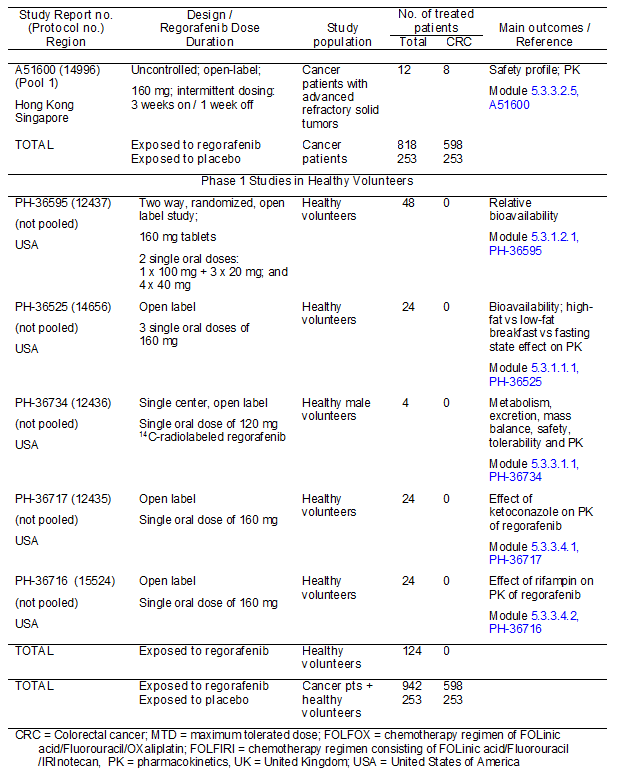 Study Report no. (Protocol no.) Region
Design / Regorafenib Dose Duration
Study population
No. of treated patients
Total CRC
Main outcomes / Reference
A51600 (14996) (Pool 1)
Hong Kong
Singapore
Uncontrolled; open-label;
160 mg; intermittent dosing:
3 weeks on / 1 week off
Cancer
patients with
advanced
refractory solid
tumors
12 8
Safety profile; PK
Module 5.3.3.2.5,
A51600
TOTAL
Exposed to regorafenib
Exposed to placebo
Cancer
patients
818 598
253 253
Phase 1 Studies in Healthy Volunteers
PH-36595 (12437)
(not pooled)
USA
Two way, randomized, open
label study;
160 mg tablets
2 single oral doses:
1 x 100 mg + 3 x 20 mg; and
4 x 40 mg
Healthy
volunteers
48 0
Relative
bioavailability
Module 5.3.1.2.1,
PH-36595
PH-36525 (14656)
(not pooled)
USA
Open label
3 single oral doses of
160 mg
Healthy
volunteers
24 0
Bioavailability; high-
fat vs low-fat
breakfast vs fasting
state effect on PK
Module 5.3.1.1.1,
PH-36525
PH-36734 (12436)
(not pooled)
USA
Single center, open label
Single oral dose of 120 mg
14C-radiolabeled regorafenib
Healthy male
volunteers
4 0
Metabolism,
excretion, mass
balance, safety,
tolerability and PK
Module 5.3.3.1.1,
PH-36734
PH-36717 (12435)
(not pooled)
USA
Open label
Single oral dose of 160 mg
Healthy
volunteers
24 0
Effect of
ketoconazole on PK
of regorafenib
Module 5.3.3.4.1,
PH-36717
PH-36716 (15524)
(not pooled)
USA
Open label
Single oral dose of 160 mg
Healthy
volunteers
24 0
Effect of rifampin on
PK of regorafenib
Module 5.3.3.4.2,
PH-36716
TOTAL
Exposed to regorafenib
Healthy
volunteers
124 0
TOTAL
Exposed to regorafenib
Exposed to placebo
Cancer pts +
healthy
volunteers
942 598
253 253
CRC = Colorectal cancer; MTD = maximum tolerated dose; FOLFOX = chemotherapy regimen of FOLinic
acid/Fluorouracil/OXaliplatin; FOLFIRI = chemotherapy regimen consisting of FOLinic acid/Fluorouracil
/IRInotecan, PK = pharmacokinetics, UK = United Kingdom; USA = United States of America